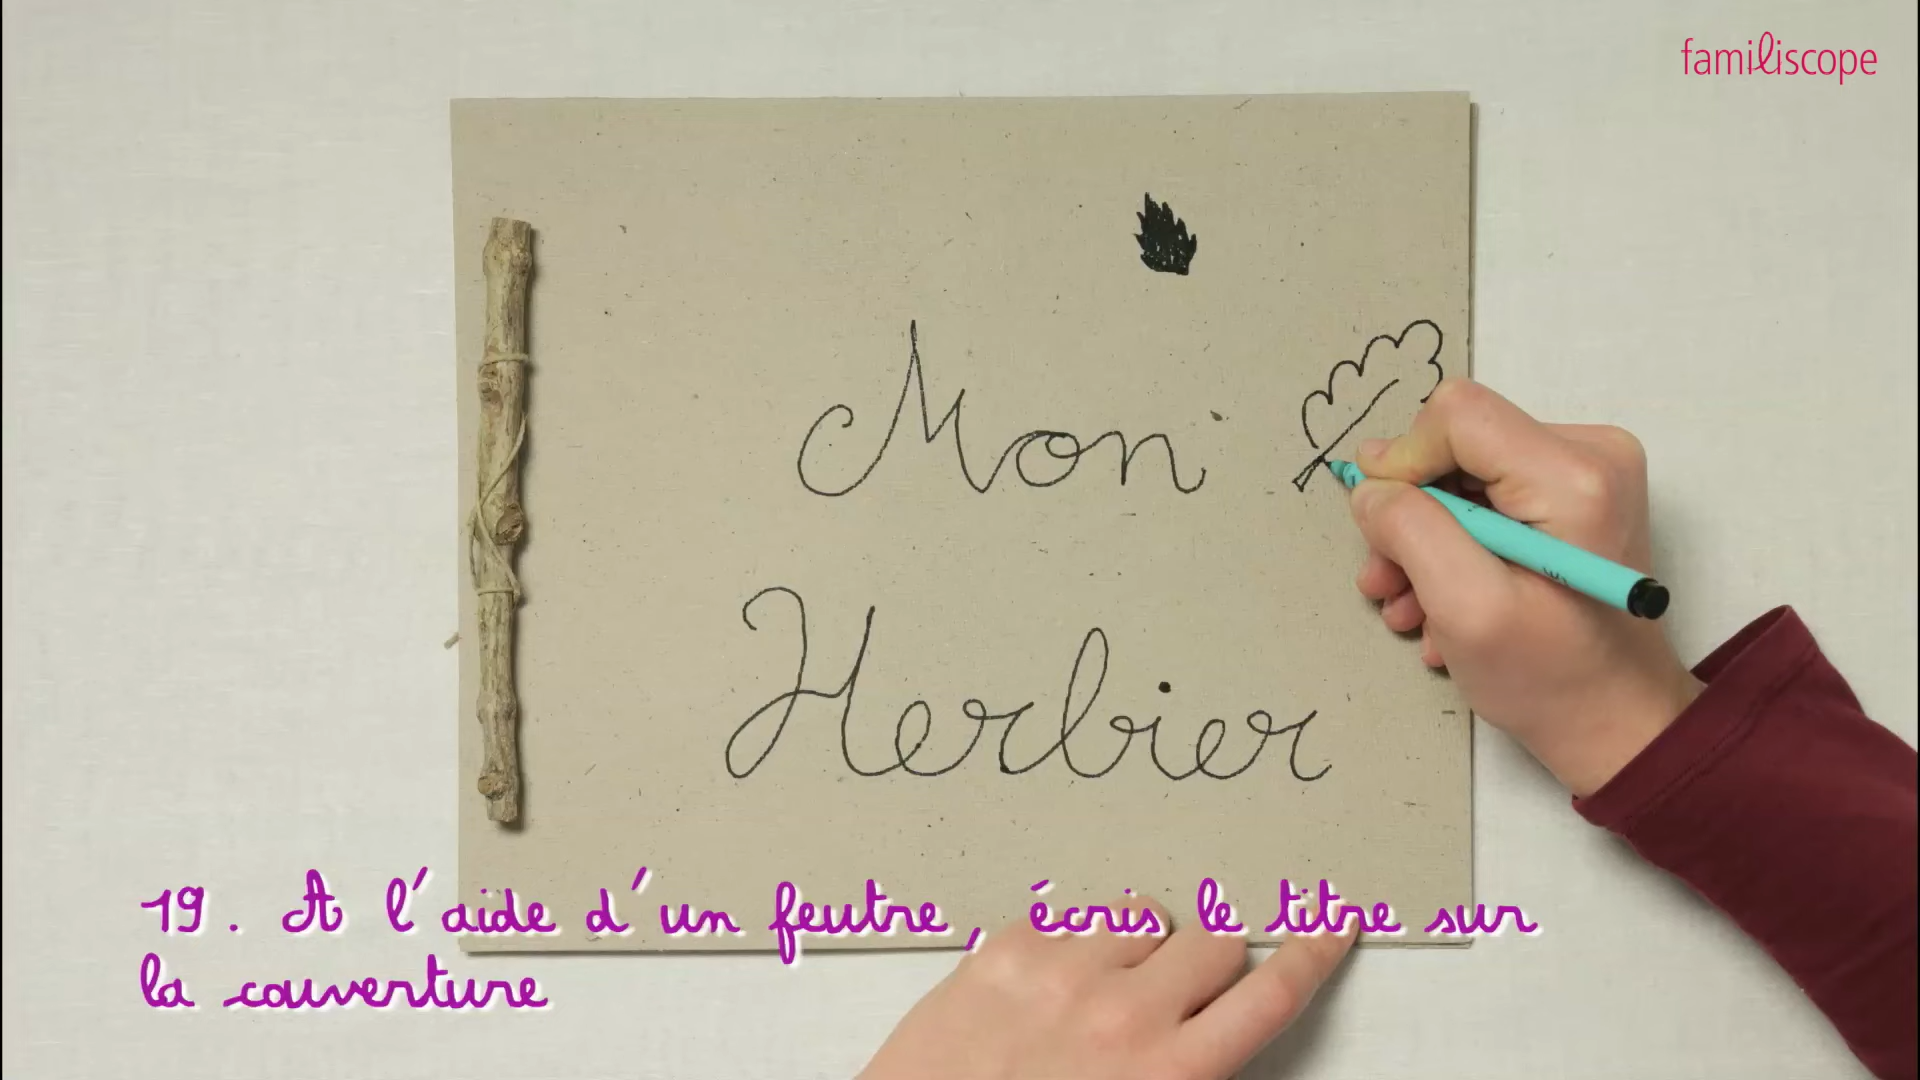 familiscope
Mon
Herbier
19. A l'aide d'un feutre, écris le titre sur
la couverture